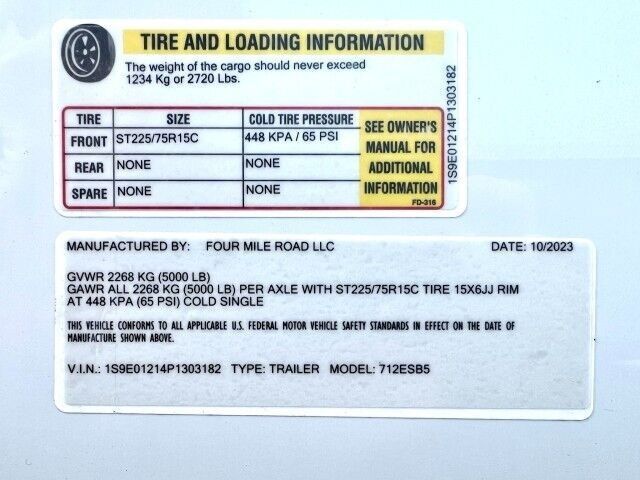 TIRE AND LOADING INFORMATION
The weight of the cargo should never exceed
1234 Kg or 2720 Lbs.
TIRE SIZE COLD TIRE PRESSURE
FRONT ST225/75R15C 448 KPA / 65 PSI
REAR NONE NONE
SPARE NONE NONE
SEE OWNER'S
MANUAL FOR
ADDITIONAL
INFORMATION
FD-316
1S9E01214P1303182
MANUFACTURED BY: FOUR MILE ROAD LLC DATE: 10/2023
GVWR 2268 KG (5000 LB)
GAWR ALL 2268 KG (5000 LB) PER AXLE WITH ST225/75R15C TIRE 15X6JJ RIM
AT 448 KPA (65 PSI) COLD SINGLE
THIS VEHICLE CONFORMS TO ALL APPLICABLE U.S. FEDERAL MOTOR VEHICLE SAFETY STANDARDS IN EFFECT ON THE DATE OF
MANUFACTURE SHOWN ABOVE.
V.I.N.: 1S9E01214P1303182 TYPE: TRAILER MODEL: 712ESB5